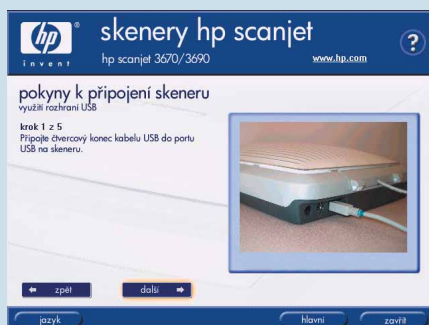 hp
®
invent
skenery hp scanjet
hp scanjet 3670/3690
www.hp.com
?
pokyny k připojení skeneru
využití rozhraní USB
krok 1 z 5
Připojte čtvercový konec kabelu USB do portu
USB na skeneru.
zpět
další
jazyk
hlavní
zavřít